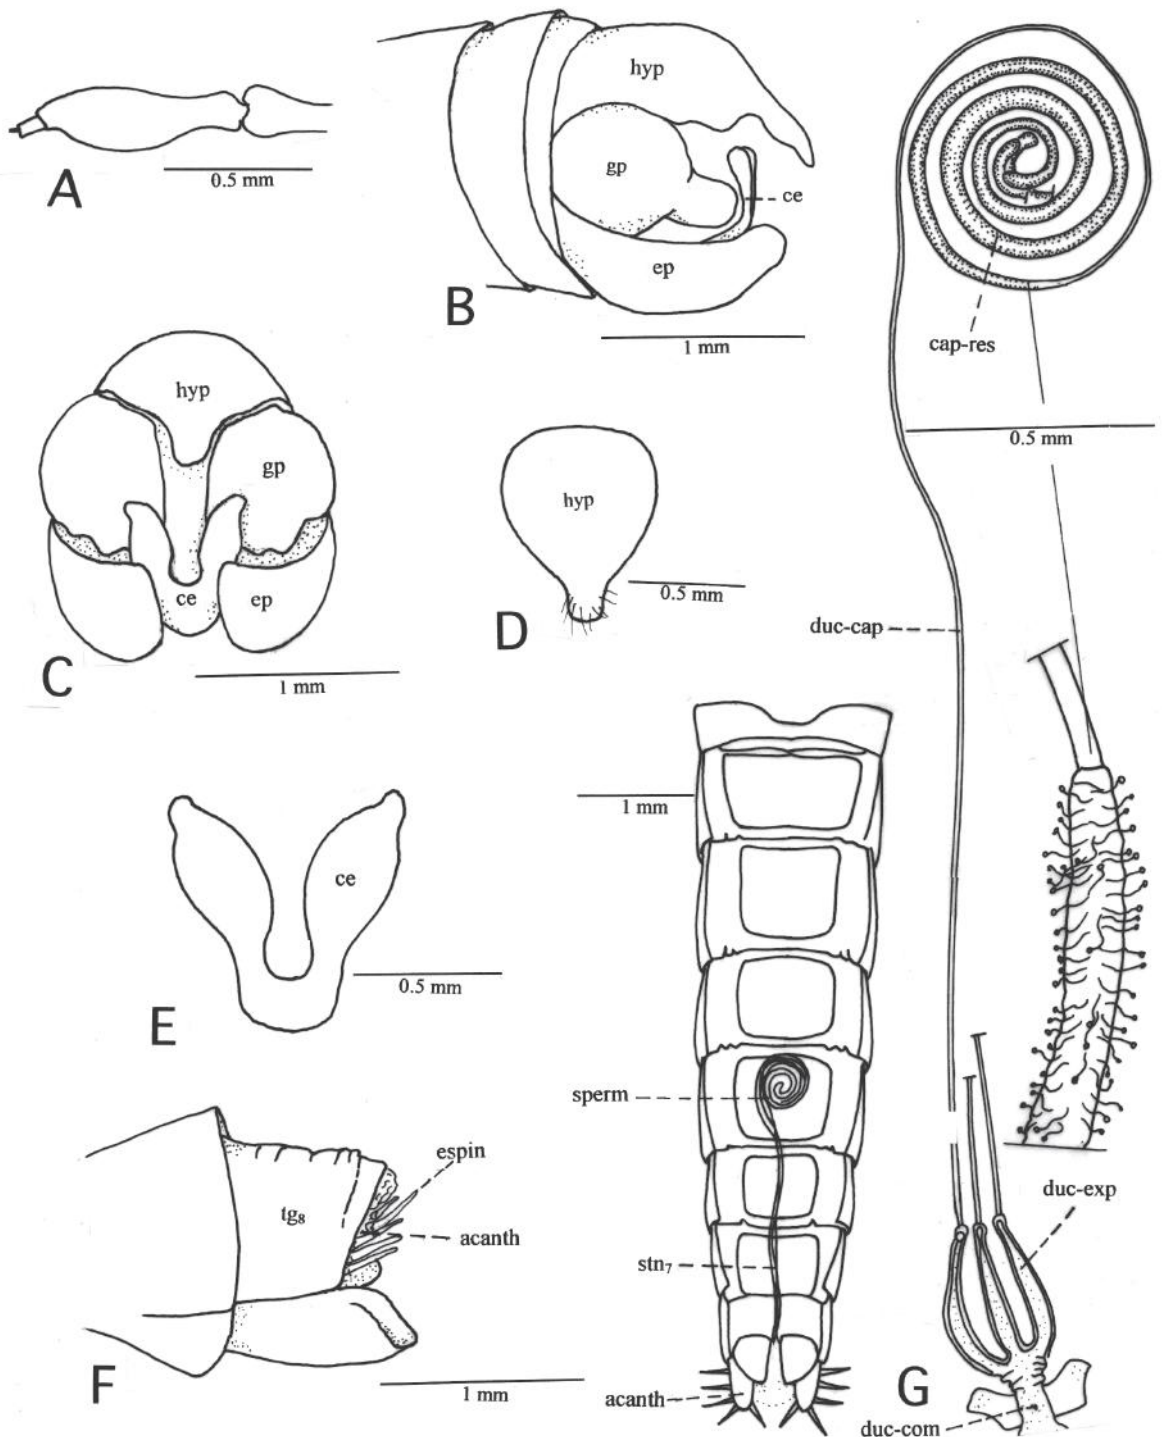 A
0.5 mm
B
hyp
gp
ce
ep
1 mm
C
hyp
gp
ce
ep
1 mm
D
hyp
0.5 mm
cap-res
0.5 mm
duc-cap
E
ce
0.5 mm
1 mm
sperm
stn₇
acanth
F
tg₈
espin
acanth
1 mm
G
duc-exp
duc-com